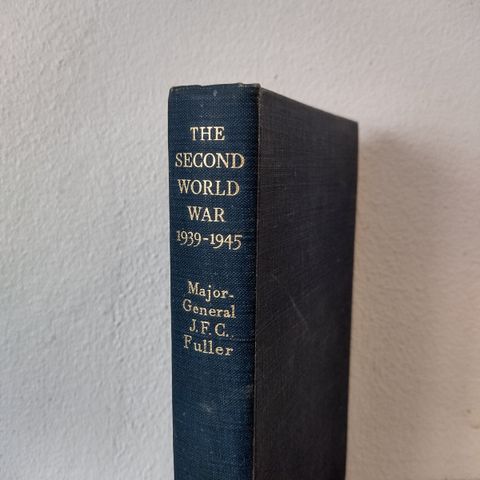 THE
SECOND
WORLD
WAR
1939-1945
Major-
General
J.F.C.
Fuller